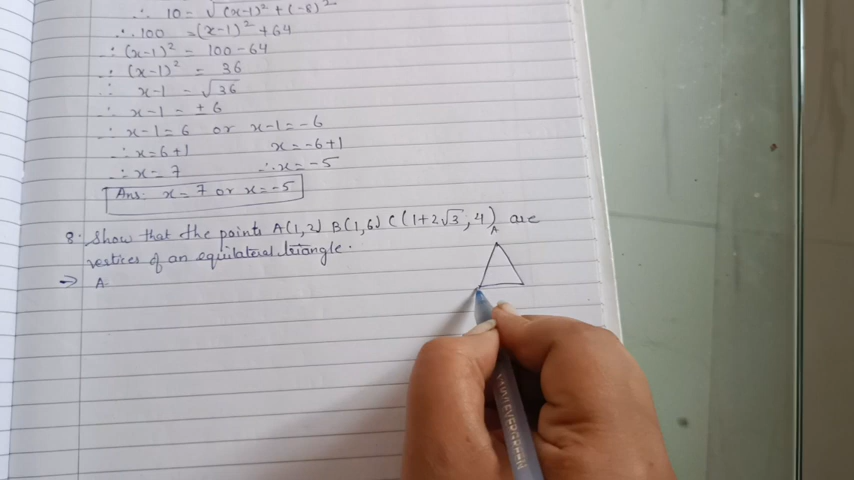 ∴ 10 = √(x-1)² + (-8)²
∴ 100 = (x-1)² + 64
∴ (x-1)² = 100-64
∴ (x-1)² = 36
∴ x-1 = √36
∴ x-1 = ±6
∴ x-1=6 or x-1=-6
∴ x=6+1 x=-6+1
∴ x=7 ∴ x=-5
Ans: x=7 or x=-5
8. Show that the points A(1,2) B(1,6) C(1+2√3, 4) are
vertices of an equilateral triangle.
A
→ A